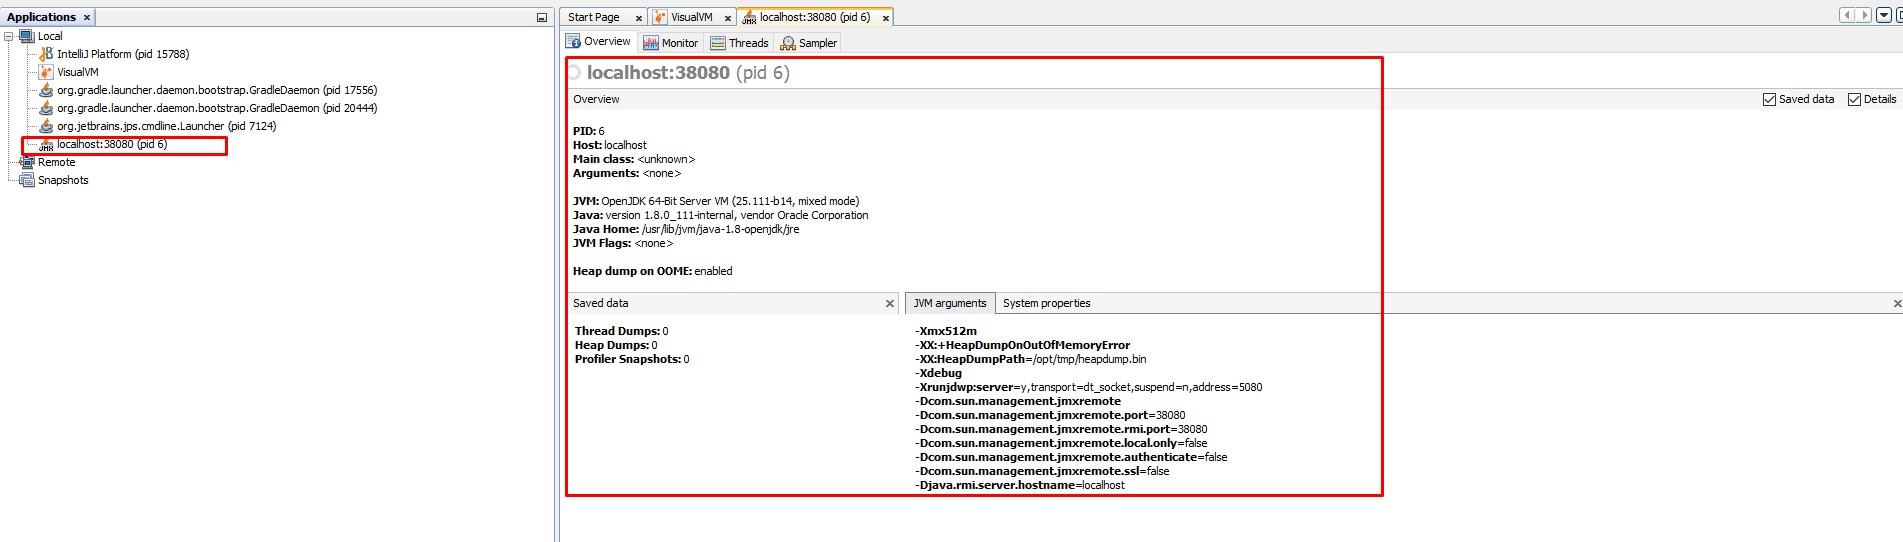 Applications
Local
IntelliJ Platform (pid 15788)
VisualVM
org.gradle.launcher.daemon.bootstrap.GradleDaemon (pid 17556)
org.gradle.launcher.daemon.bootstrap.GradleDaemon (pid 20444)
org.jetbrains.jps.cmdline.Launcher (pid 7124)
JMX localhost:38080 (pid 6)
Remote
Snapshots
Start Page VisualVM JMX localhost:38080 (pid 6)
Overview Monitor Threads Sampler
localhost:38080 (pid 6)
Overview Saved data Details
PID: 6
Host: localhost
Main class: <unknown>
Arguments: <none>
JVM: OpenJDK 64-Bit Server VM (25.111-b14, mixed mode)
Java: version 1.8.0_111-internal, vendor Oracle Corporation
Java Home: /usr/lib/jvm/java-1.8-openjdk/jre
JVM Flags: <none>
Heap dump on OOME: enabled
Saved data
Thread Dumps: 0
Heap Dumps: 0
Profiler Snapshots: 0
JVM arguments System properties
-Xmx512m
-XX:+HeapDumpOnOutOfMemoryError
-XX:HeapDumpPath=/opt/tmp/heapdump.bin
-Xdebug
-Xrunjdwp:server=y,transport=dt_socket,suspend=n,address=5080
-Dcom.sun.management.jmxremote
-Dcom.sun.management.jmxremote.port=38080
-Dcom.sun.management.jmxremote.rmi.port=38080
-Dcom.sun.management.jmxremote.local.only=false
-Dcom.sun.management.jmxremote.authenticate=false
-Dcom.sun.management.jmxremote.ssl=false
-Djava.rmi.server.hostname=localhost